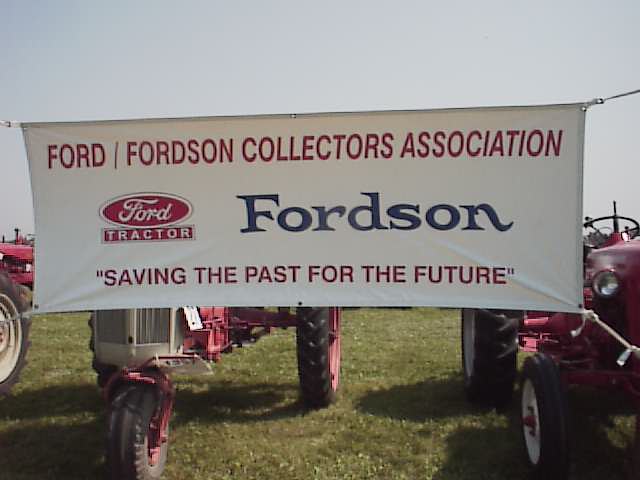 FORD / FORDSON COLLECTORS ASSOCIATION
Ford
TRACTOR
Fordson
"SAVING THE PAST FOR THE FUTURE"